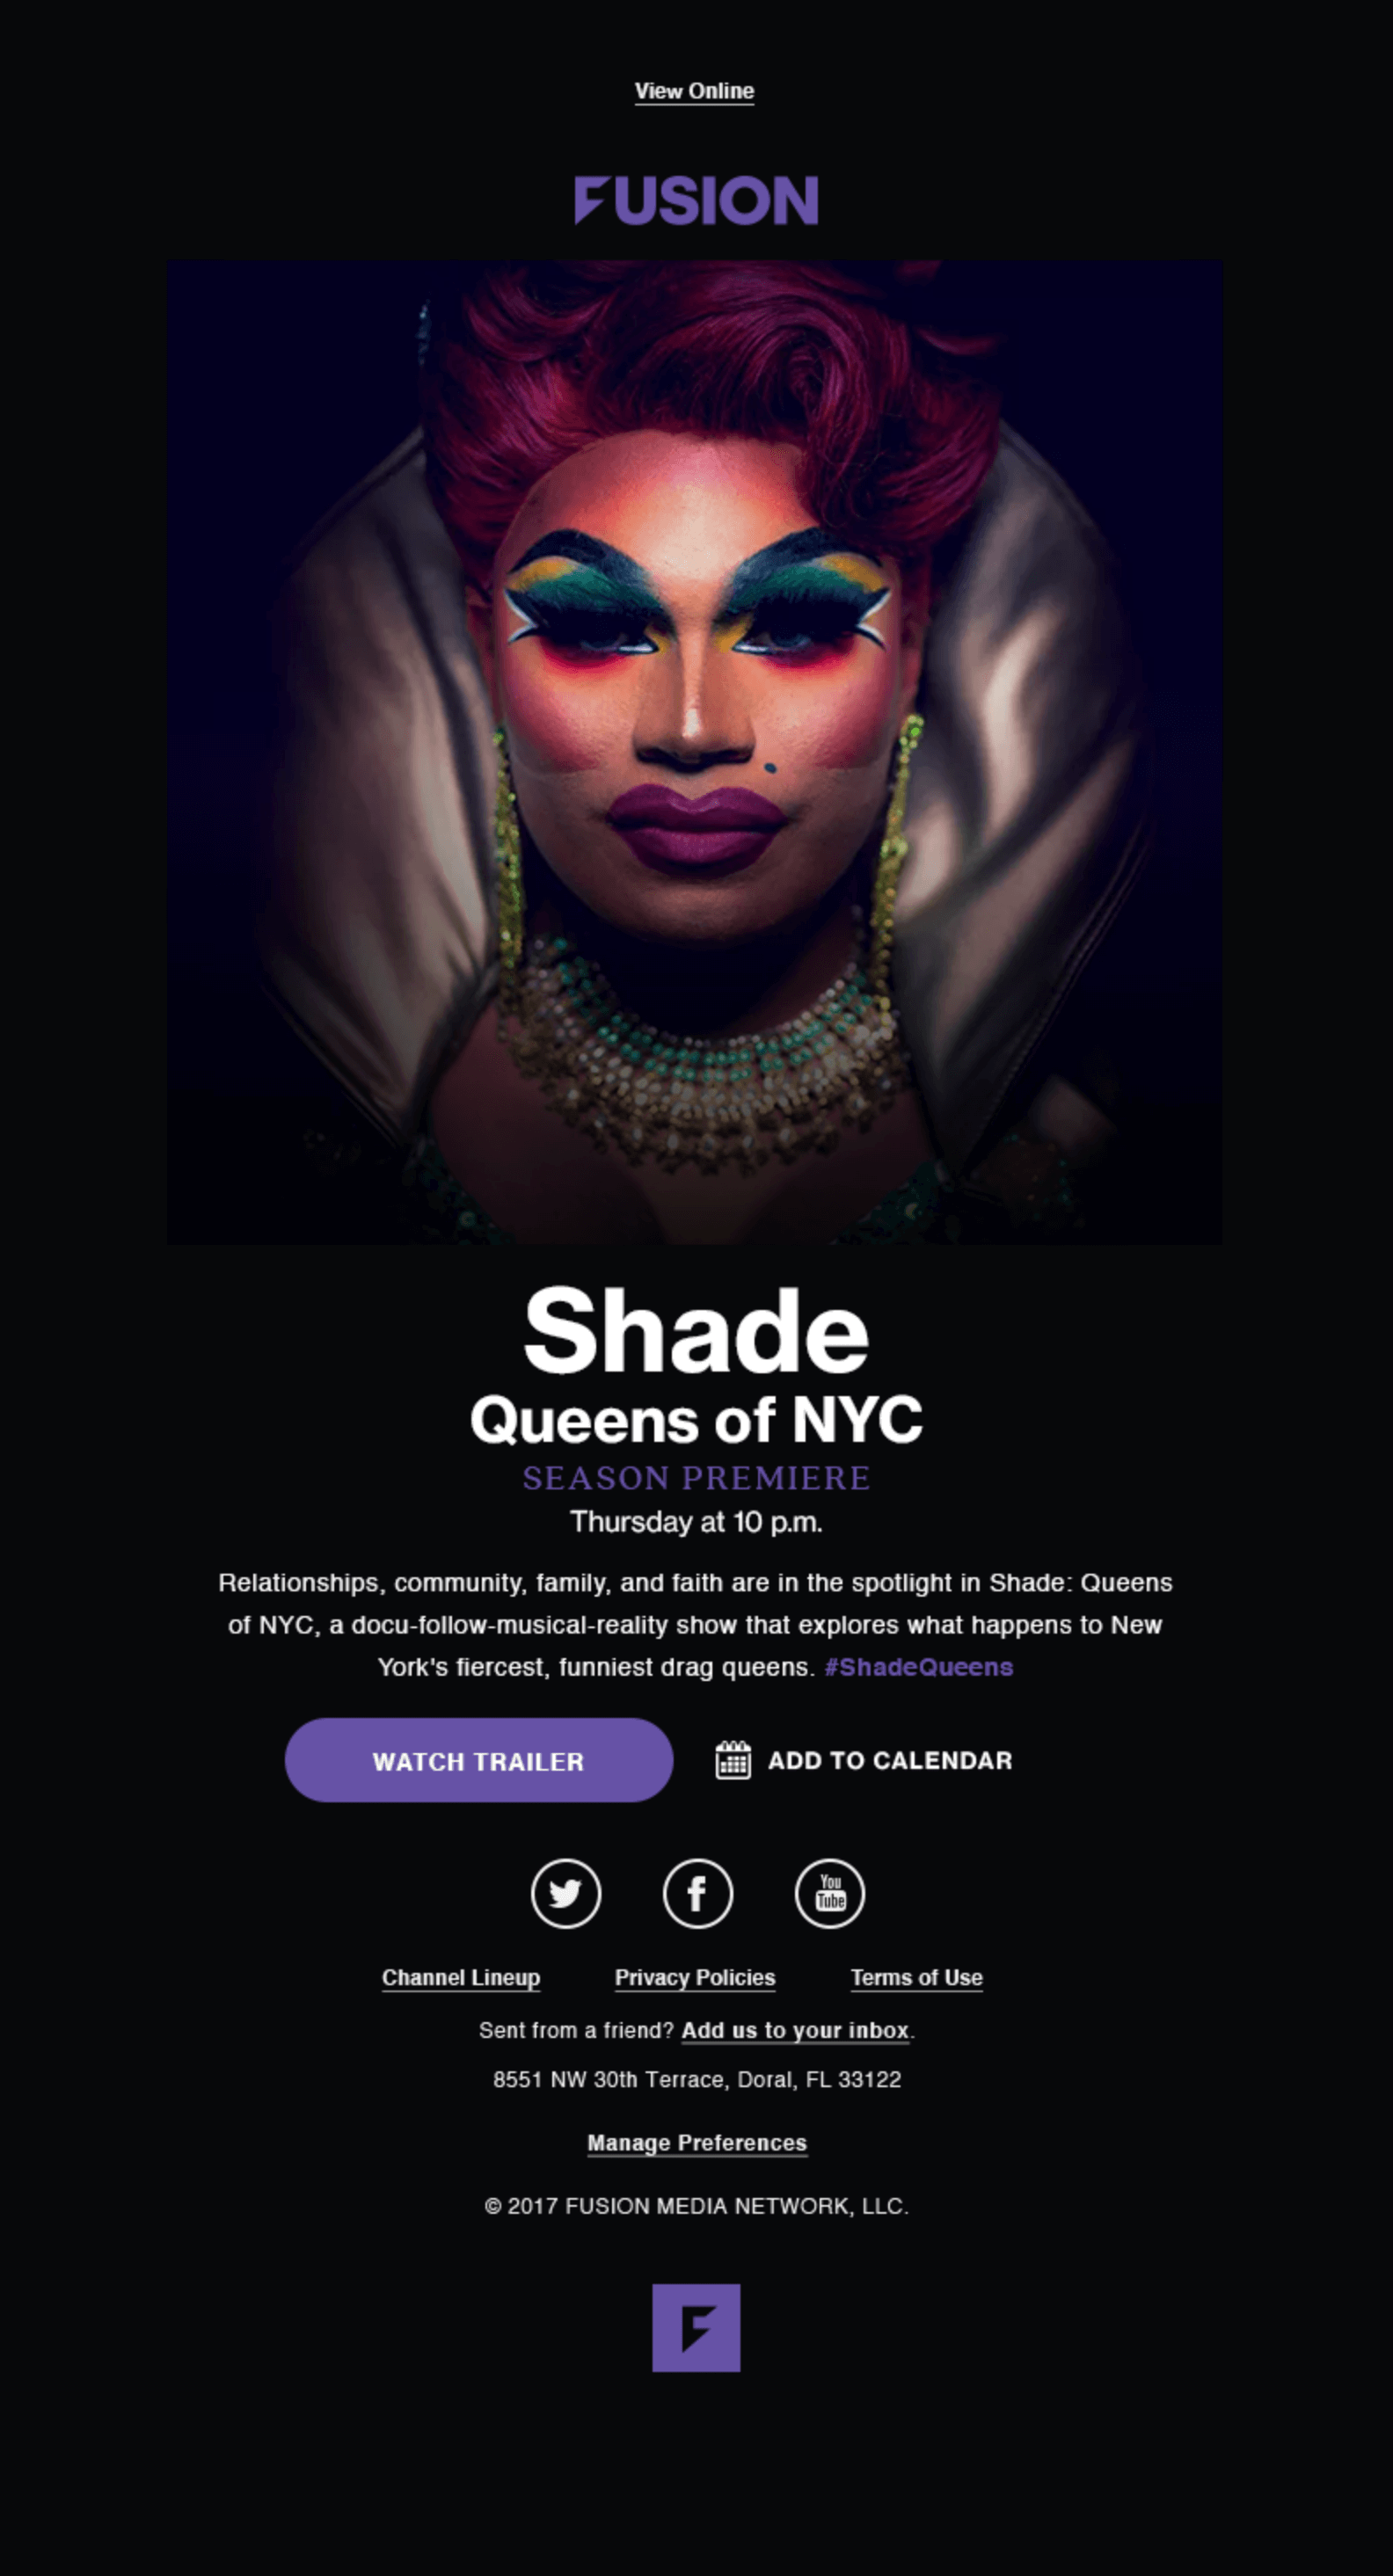 View Online
FUSION
Shade
Queens of NYC
SEASON PREMIERE
Thursday at 10 p.m.
Relationships, community, family, and faith are in the spotlight in Shade: Queens
of NYC, a docu-follow-musical-reality show that explores what happens to New
York's fiercest, funniest drag queens. #ShadeQueens
WATCH TRAILER ADD TO CALENDAR
You
Tube
Channel Lineup Privacy Policies Terms of Use
Sent from a friend? Add us to your inbox.
8551 NW 30th Terrace, Doral, FL 33122
Manage Preferences
© 2017 FUSION MEDIA NETWORK, LLC.
F